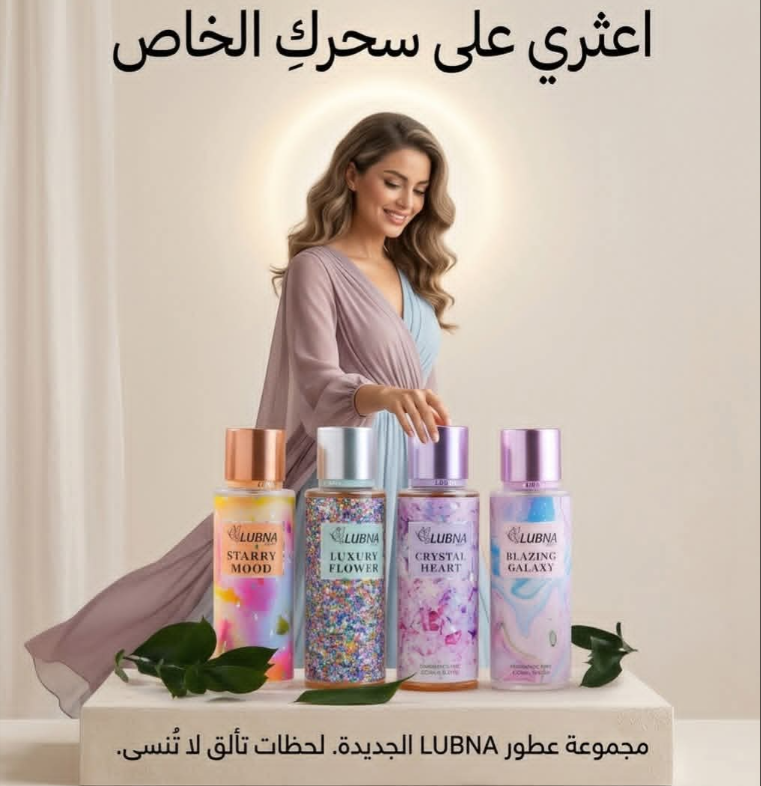 اعثري على سحركِ الخاص
LUBNA
STARRY
MOOD
LUBNA
LUXURY
FLOWER
LUBNA
CRYSTAL
HEART
LUBNA
BLAZING
GALAXY
مجموعة عطور LUBNA الجديدة. لحظات تألق لا تُنسى.